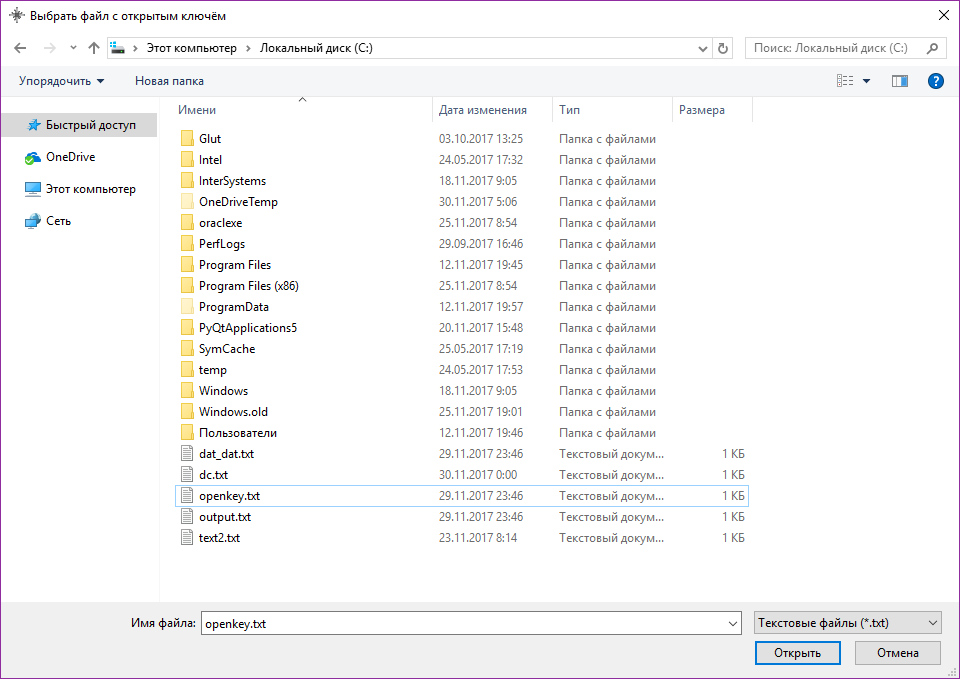 Выбрать файл с открытым ключём
Этот компьютер > Локальный диск (C:)
Поиск: Локальный диск (C:)
Упорядочить Новая папка
?
Имени Дата изменения Тип Размера
Быстрый доступ
OneDrive
Этот компьютер
Сеть
Glut 03.10.2017 13:25 Папка с файлами
Intel 24.05.2017 17:32 Папка с файлами
InterSystems 18.11.2017 9:05 Папка с файлами
OneDriveTemp 30.11.2017 5:06 Папка с файлами
oraclexe 25.11.2017 8:54 Папка с файлами
PerfLogs 29.09.2017 16:46 Папка с файлами
Program Files 12.11.2017 19:45 Папка с файлами
Program Files (x86) 25.11.2017 8:54 Папка с файлами
ProgramData 12.11.2017 19:57 Папка с файлами
PyQtApplications5 20.11.2017 15:48 Папка с файлами
SymCache 25.05.2017 17:19 Папка с файлами
temp 24.05.2017 17:53 Папка с файлами
Windows 18.11.2017 9:05 Папка с файлами
Windows.old 25.11.2017 19:01 Папка с файлами
Пользователи 12.11.2017 19:46 Папка с файлами
dat_dat.txt 29.11.2017 23:46 Текстовый докум... 1 КБ
dc.txt 30.11.2017 0:00 Текстовый докум... 1 КБ
openkey.txt 29.11.2017 23:46 Текстовый докум... 1 КБ
output.txt 29.11.2017 23:46 Текстовый докум... 1 КБ
text2.txt 23.11.2017 8:14 Текстовый докум... 1 КБ
Имя файла: openkey.txt Текстовые файлы (*.txt)
Открыть Отмена